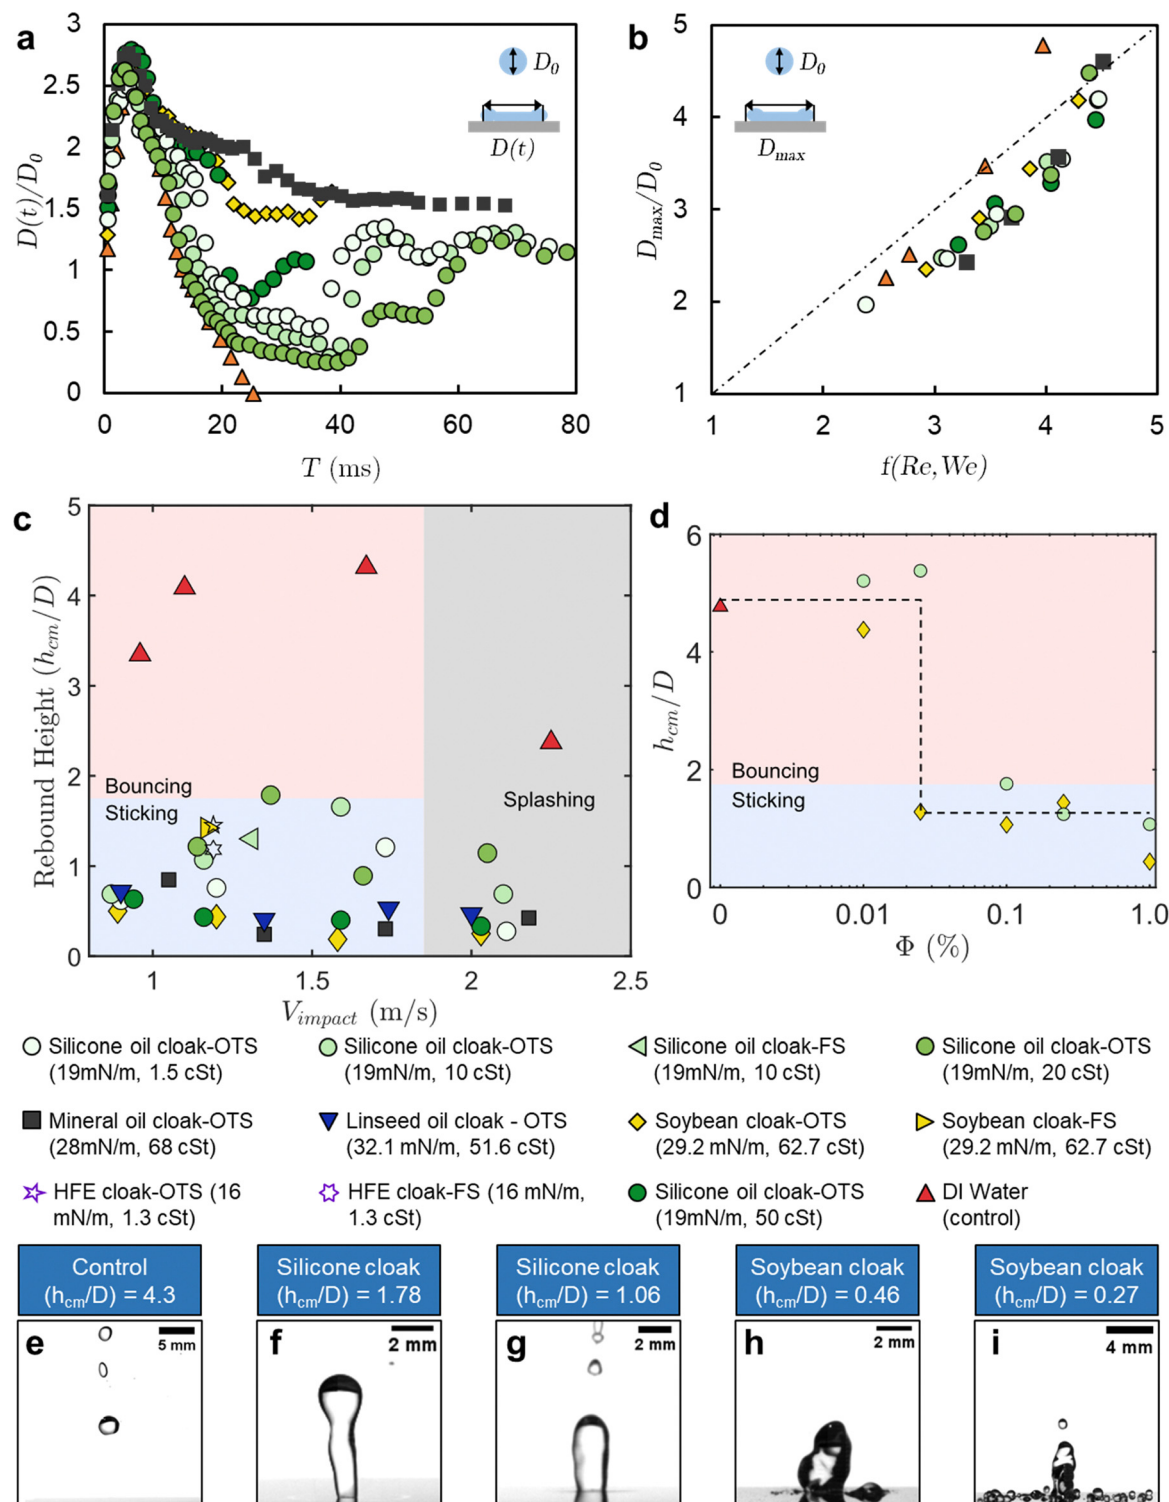 a
3
2.5
2
1.5
1
0.5
0
D(t)/D0
0
20
40
60
80
T (ms)
D0
D(t)
b
5
4
3
2
1
Dmax/D0
1
2
3
4
5
f(Re, We)
D0
Dmax
c
5
4
3
2
1
0
Rebound Height (hcm/D)
Bouncing
Sticking
Splashing
1
1.5
2
2.5
Vimpact (m/s)
d
6
4
2
0
hcm/D
Bouncing
Sticking
0
0.01
0.1
1.0
Φ (%)
Silicone oil cloak-OTS
(19mN/m, 1.5 cSt)
Silicone oil cloak-OTS
(19mN/m, 10 cSt)
Silicone oil cloak-FS
(19mN/m, 10 cSt)
Silicone oil cloak-OTS
(19mN/m, 20 cSt)
Mineral oil cloak-OTS
(28mN/m, 68 cSt)
Linseed oil cloak - OTS
(32.1 mN/m, 51.6 cSt)
Soybean cloak-OTS
(29.2 mN/m, 62.7 cSt)
Soybean cloak-FS
(29.2 mN/m, 62.7 cSt)
HFE cloak-OTS (16
mN/m, 1.3 cSt)
HFE cloak-FS (16 mN/m,
1.3 cSt)
Silicone oil cloak-OTS
(19mN/m, 50 cSt)
DI Water
(control)
Control
(hcm/D) = 4.3
Silicone cloak
(hcm/D) = 1.78
Silicone cloak
(hcm/D) = 1.06
Soybean cloak
(hcm/D) = 0.46
Soybean cloak
(hcm/D) = 0.27
e
5 mm
f
2 mm
g
2 mm
h
2 mm
i
4 mm